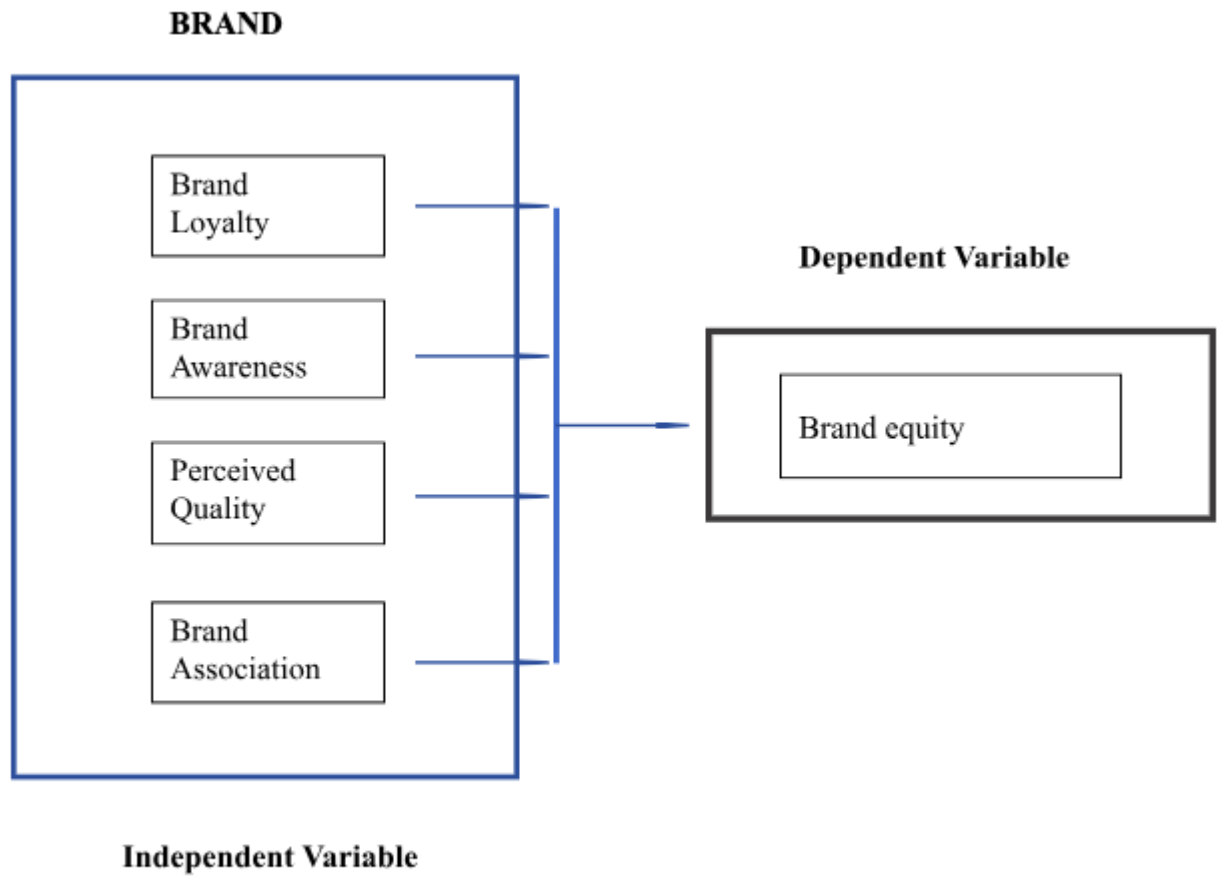 BRAND
Brand
Loyalty
Brand
Awareness
Perceived
Quality
Brand
Association
Independent Variable
Dependent Variable
Brand equity